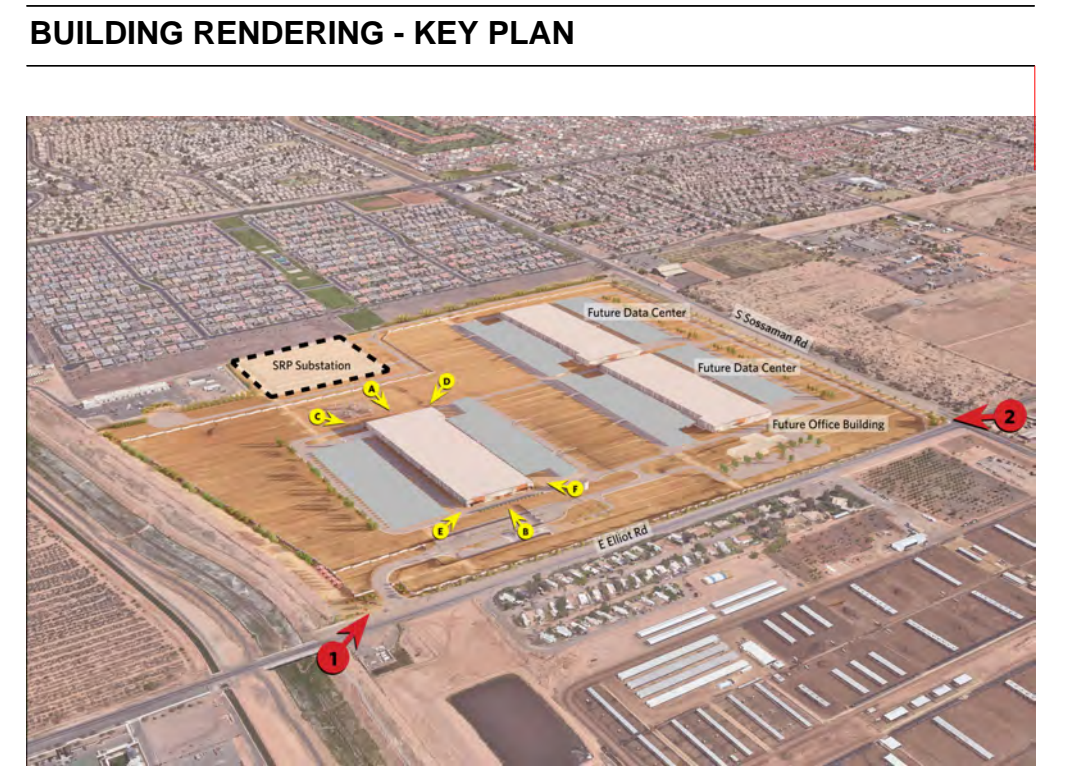 BUILDING RENDERING - KEY PLAN
Future Data Center
S Sossaman Rd
SRP Substation
Future Data Center
A
D
C
Future Office Building
2
F
E
B
E Elliot Rd
1